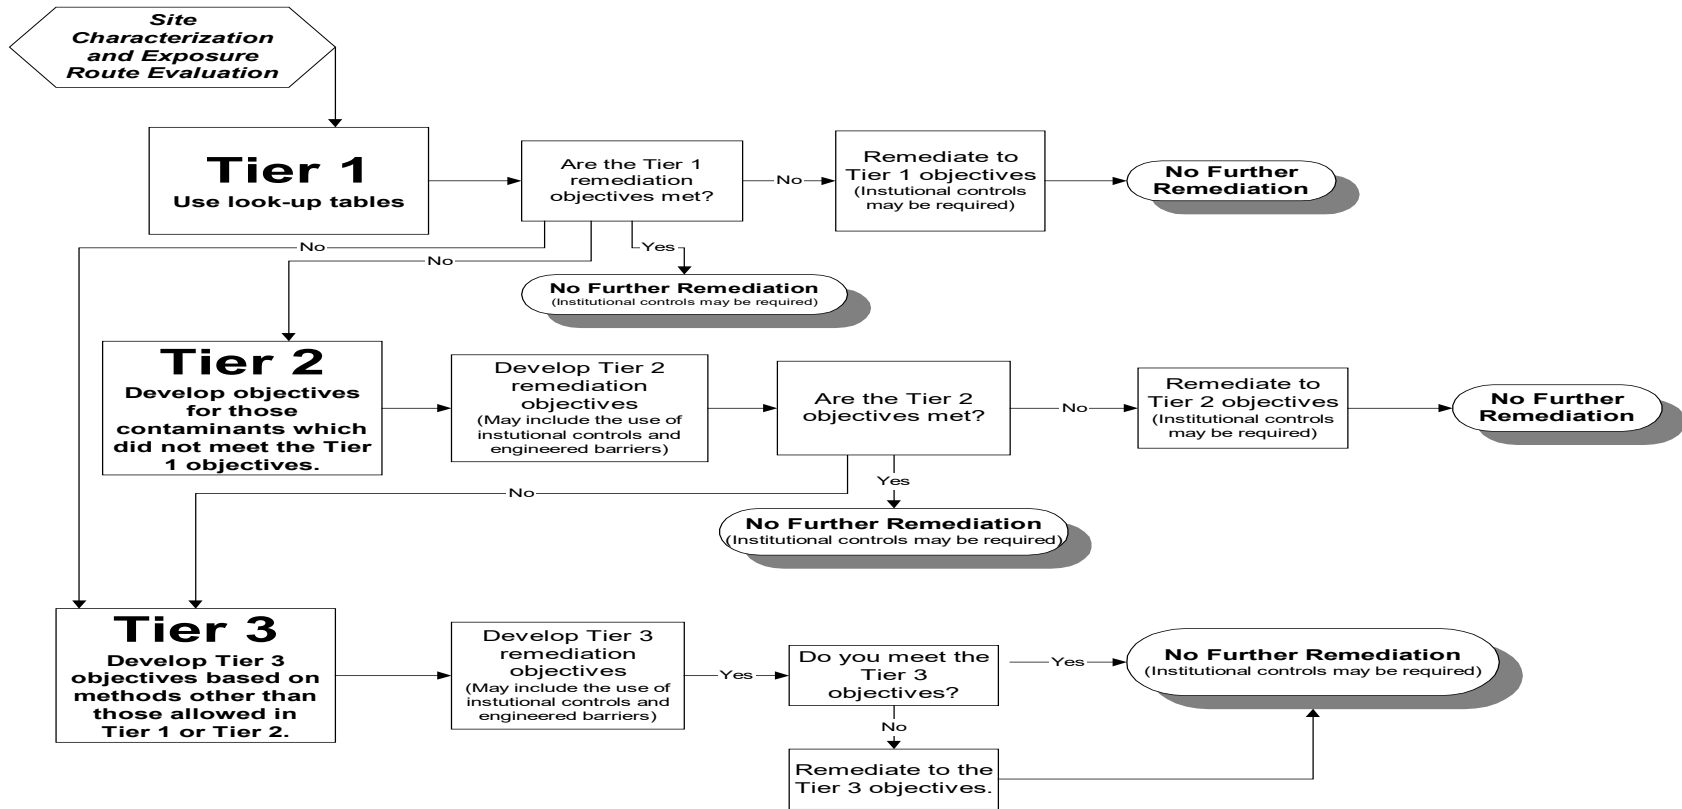 Site
Characterization
and Exposure
Route Evaluation
Tier 1
Use look-up tables
Are the Tier 1
remediation
objectives met?
No
Remediate to
Tier 1 objectives
(Instutional controls
may be required)
No Further
Remediation
No
No
Yes
No Further Remediation
(Institutional controls may be required)
Tier 2
Develop objectives
for those
contaminants which
did not meet the Tier
1 objectives.
Develop Tier 2
remediation
objectives
(May include the use of
instutional controls and
engineered barriers)
Are the Tier 2
objectives met?
No
Remediate to
Tier 2 objectives
(Institutional controls
may be required)
No Further
Remediation
No
Yes
No Further Remediation
(Institutional controls may be required)
Tier 3
Develop Tier 3
objectives based on
methods other than
those allowed in
Tier 1 or Tier 2.
Develop Tier 3
remediation
objectives
(May include the use of
instutional controls and
engineered barriers)
Yes
Do you meet the
Tier 3
objectives?
Yes
No Further Remediation
(Institutional controls may be required)
No
Remediate to the
Tier 3 objectives.